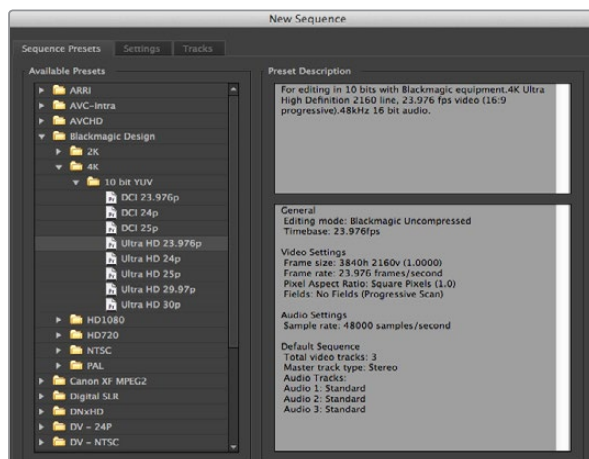 New Sequence
Sequence Presets
Settings
Tracks
Available Presets
ARRI
AVC-Intra
AVCHD
Blackmagic Design
2K
4K
10 bit YUV
DCI 23.976p
DCI 24p
DCI 25p
Ultra HD 23.976p
Ultra HD 24p
Ultra HD 25p
Ultra HD 29.97p
Ultra HD 30p
HD1080
HD720
NTSC
PAL
Canon XF MPEG2
Digital SLR
DNxHD
DV - 24P
DV - NTSC
Preset Description
For editing in 10 bits with Blackmagic equipment.4K Ultra
High Definition 2160 line, 23.976 fps video (16:9
progressive).48kHz 16 bit audio.
General
Editing mode: Blackmagic Uncompressed
Timebase: 23.976fps
Video Settings
Frame size: 3840h 2160v (1.0000)
Frame rate: 23.976 frames/second
Pixel Aspect Ratio: Square Pixels (1.0)
Fields: No Fields (Progressive Scan)
Audio Settings
Sample rate: 48000 samples/second
Default Sequence
Total video tracks: 3
Master track type: Stereo
Audio Tracks:
Audio 1: Standard
Audio 2: Standard
Audio 3: Standard